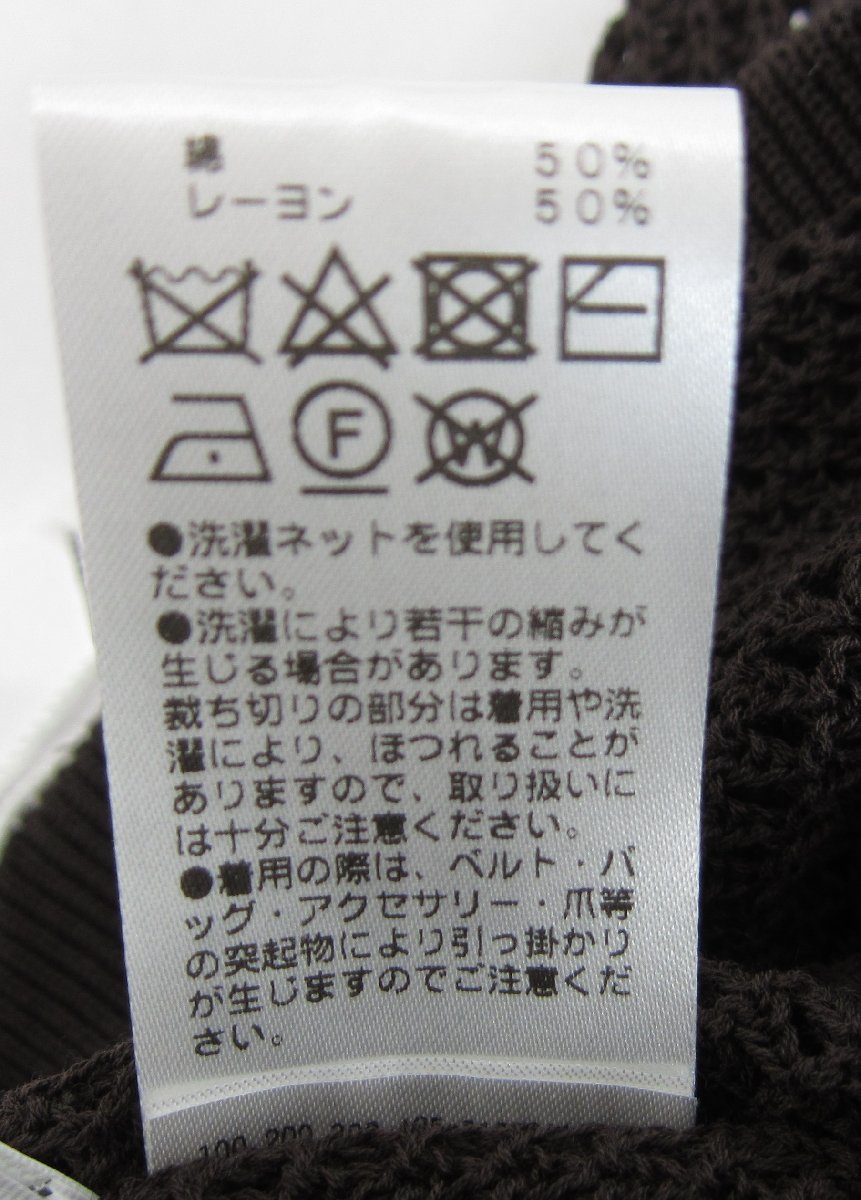 綿 50%
レーヨン 50%
F
W
●洗濯ネットを使用してく
ださい。
●洗濯により若干の縮みが
生じる場合があります。
裁ち切りの部分は着用や洗
濯により、ほつれることが
ありますので、取り扱いに
は十分ご注意ください。
●着用の際は、ベルト・バ
ッグ・アクセサリー・爪等
の突起物により引っ掛かり
が生じますのでご注意くだ
さい。
100 200